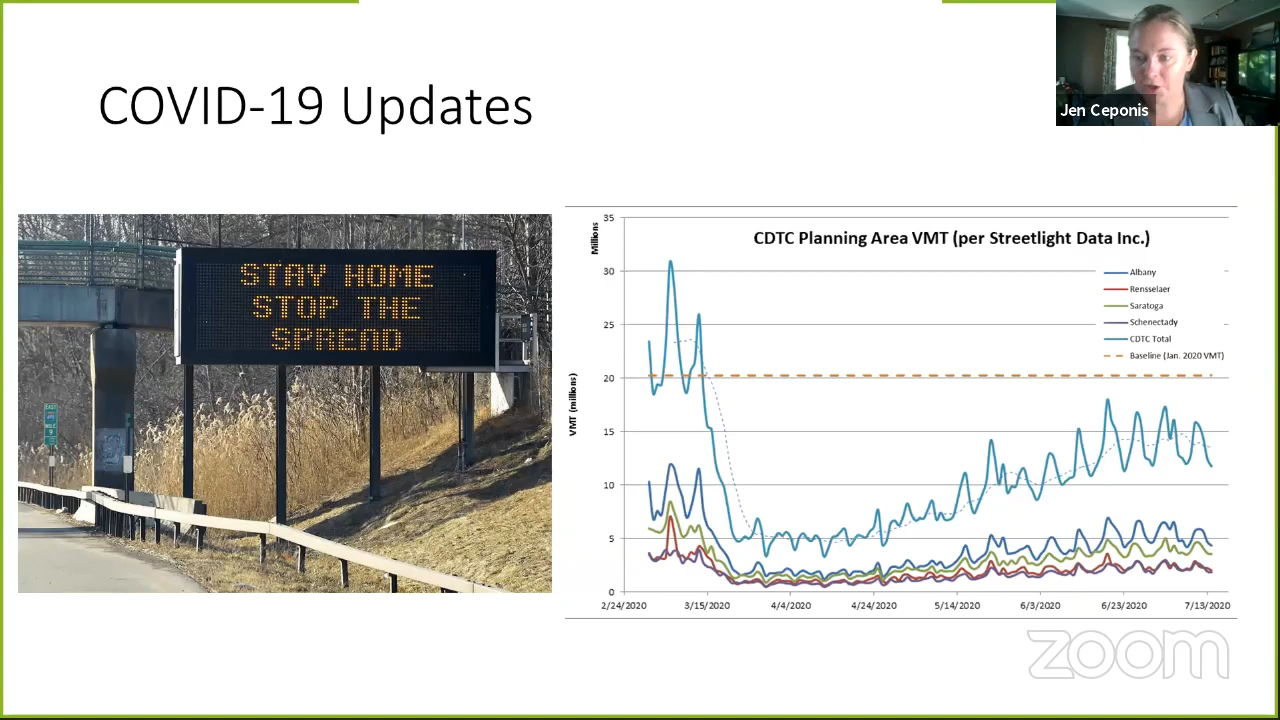 COVID-19 Updates
Jen Ceponis
STAY HOME
STOP THE
SPREAD
EAST
MILE
9
CDTC Planning Area VMT (per Streetlight Data Inc.)
Millions
VMT (millions)
35
30
25
20
15
10
5
0
Albany
Rensselaer
Saratoga
Schenectady
CDTC Total
Baseline (Jan. 2020 VMT)
2/24/2020
3/15/2020
4/4/2020
4/24/2020
5/14/2020
6/3/2020
6/23/2020
7/13/2020
zoom